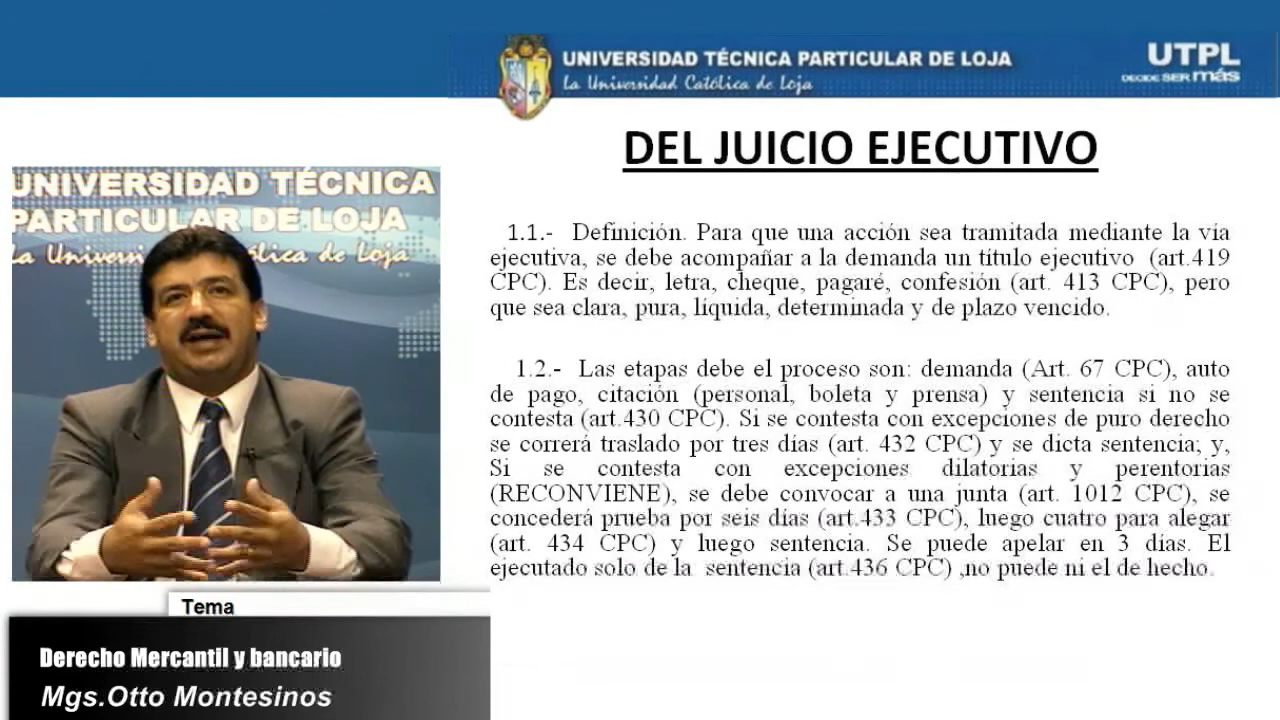 UNIVERSIDAD TÉCNICA PARTICULAR DE LOJA
La Universidad Católica de Loja
UTPL
DECIDE SER más
DEL JUICIO EJECUTIVO
UNIVERSIDAD TÉCNICA
PARTICULAR DE LOJA
La Univers ólica de Loja
1.1.- Definición. Para que una acción sea tramitada mediante la vía
ejecutiva, se debe acompañar a la demanda un título ejecutivo (art.419
CPC). Es decir, letra, cheque, pagaré, confesión (art. 413 CPC), pero
que sea clara, pura, líquida, determinada y de plazo vencido.
1.2.- Las etapas debe el proceso son: demanda (Art. 67 CPC), auto
de pago, citación (personal, boleta y prensa) y sentencia si no se
contesta (art.430 CPC). Si se contesta con excepciones de puro derecho
se correrá traslado por tres días (art. 432 CPC) y se dicta sentencia; y,
Si se contesta con excepciones dilatorias y perentorias
(RECONVIENE), se debe convocar a una junta (art. 1012 CPC), se
concederá prueba por seis días (art.433 CPC), luego cuatro para alegar
(art. 434 CPC) y luego sentencia. Se puede apelar en 3 días. El
ejecutado solo de la sentencia (art.436 CPC) ,no puede ni el de hecho.
Tema
Derecho Mercantil y bancario
Mgs.Otto Montesinos